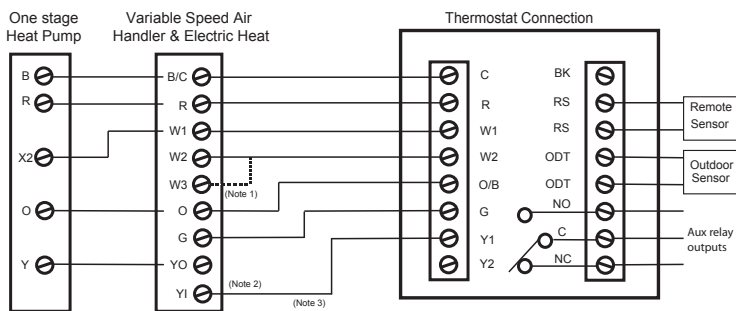 One stage
Heat Pump
Variable Speed Air
Handler & Electric Heat
Thermostat Connection
B
R
X2
O
Y
B/C
R
W1
W2
W3
O
G
YO
YI
(Note 1)
(Note 2)
(Note 3)
C
R
W1
W2
O/B
G
Y1
Y2
BK
RS
RS
ODT
ODT
NO
C
NC
Remote
Sensor
Outdoor
Sensor
Aux relay
outputs